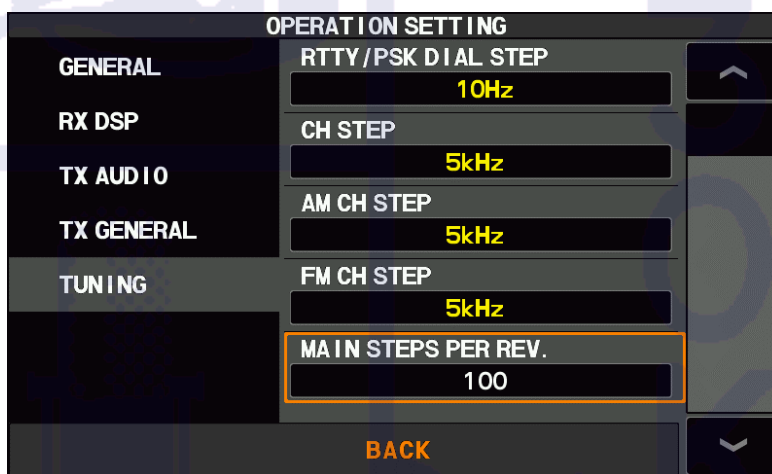 OPERATION SETTING
GENERAL
RX DSP
TX AUDIO
TX GENERAL
TUNING
RTTY/PSK DIAL STEP
10Hz
CH STEP
5kHz
AM CH STEP
5kHz
FM CH STEP
5kHz
MAIN STEPS PER REV.
100
BACK